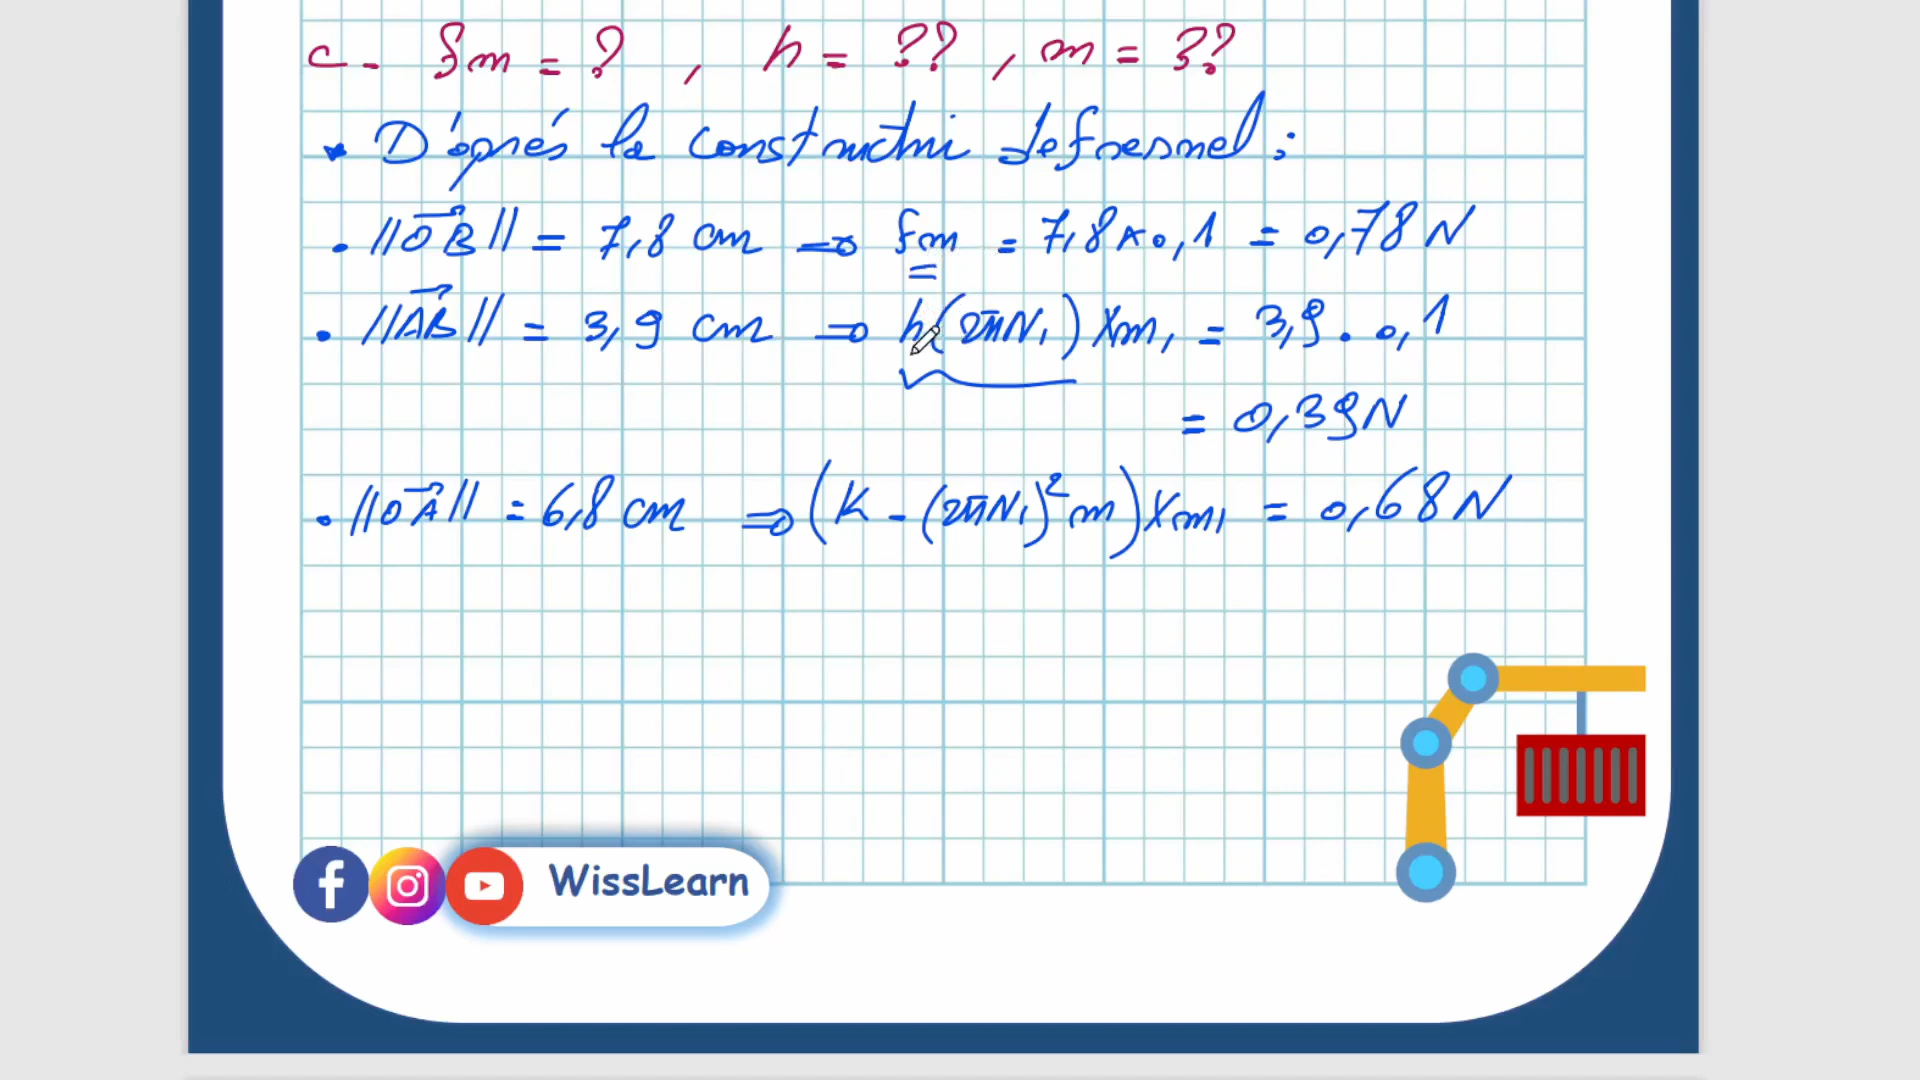 c - Fm = ? , h = ?? , m = ??
• D'après la construction de fresnel :
• ||OB|| = 7,8 cm ⇒ Fm = 7,8 x 0,1 = 0,78 N
• ||AB|| = 3,9 cm ⇒ h(2πN₁) Xm₁ = 3,9 . 0,1
= 0,39 N
• ||OA|| = 6,8 cm ⇒ (K - (2πN₁)² m) Xm₁ = 0,68 N
WissLearn